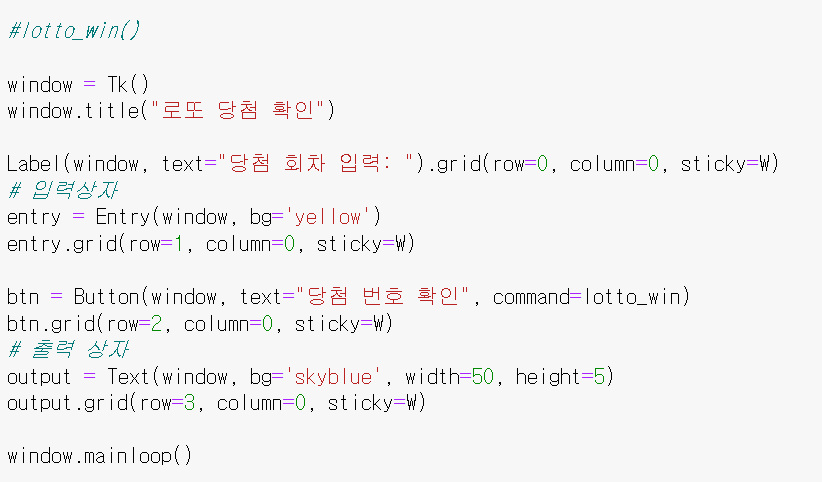 #lotto_win()
window = Tk()
window.title("로또 당첨 확인")
Label(window, text="당첨 회차 입력: ").grid(row=0, column=0, sticky=W)
# 입력상자
entry = Entry(window, bg='yellow')
entry.grid(row=1, column=0, sticky=W)
btn = Button(window, text="당첨 번호 확인", command=lotto_win)
btn.grid(row=2, column=0, sticky=W)
# 출력 상자
output = Text(window, bg='skyblue', width=50, height=5)
output.grid(row=3, column=0, sticky=W)
window.mainloop()